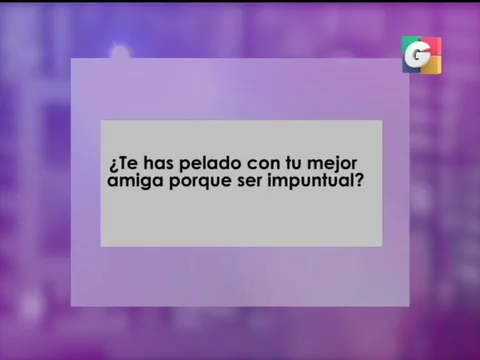 G
¿Te has pelado con tu mejor
amiga porque ser impuntual?